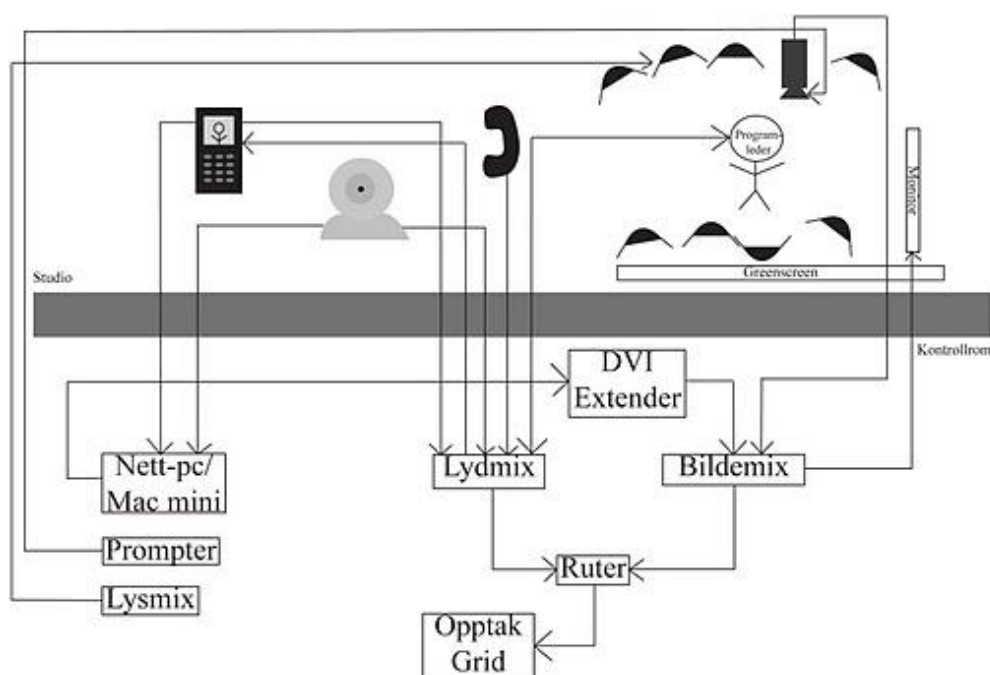 Program-
leder
Monitor
Greenscreen
Studio
Kontrollrom
DVI
Extender
Nett-pc/
Mac mini
Lydmix
Bildemix
Prompter
Ruter
Lysmix
Opptak
Grid